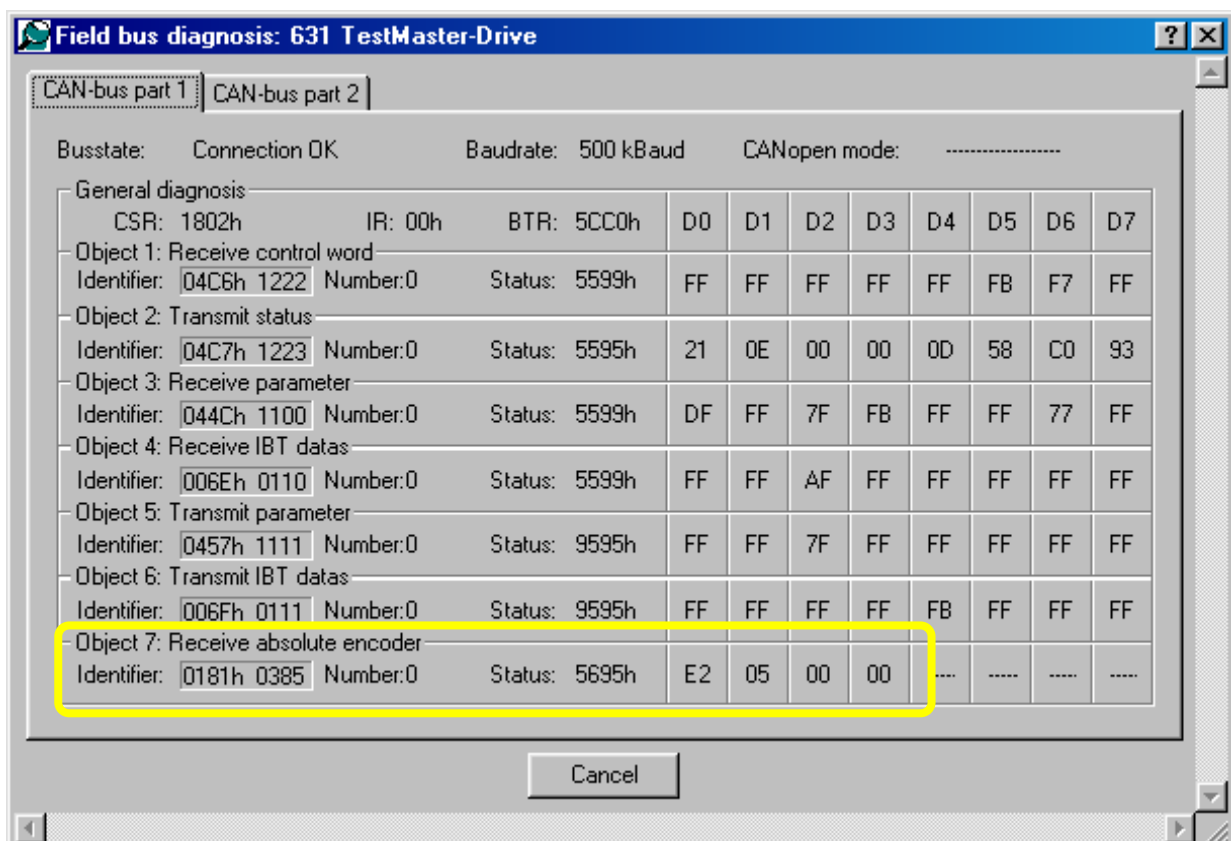 Field bus diagnosis: 631 TestMaster-Drive
CAN-bus part 1 CAN-bus part 2
Busstate: Connection OK Baudrate: 500 kBaud CANopen mode: -------------------
General diagnosis
CSR: 1802h IR: 00h BTR: 5CC0h D0 D1 D2 D3 D4 D5 D6 D7
Object 1: Receive control word
Identifier: 04C6h 1222 Number:0 Status: 5599h FF FF FF FF FF FB F7 FF
Object 2: Transmit status
Identifier: 04C7h 1223 Number:0 Status: 5595h 21 0E 00 00 0D 58 C0 93
Object 3: Receive parameter
Identifier: 044Ch 1100 Number:0 Status: 5599h DF FF 7F FB FF FF 77 FF
Object 4: Receive IBT datas
Identifier: 006Eh 0110 Number:0 Status: 5599h FF FF AF FF FF FF FF FF
Object 5: Transmit parameter
Identifier: 0457h 1111 Number:0 Status: 9595h FF FF 7F FF FF FF FF FF
Object 6: Transmit IBT datas
Identifier: 006Fh 0111 Number:0 Status: 9595h FF FF FF FF FB FF FF FF
Object 7: Receive absolute encoder
Identifier: 0181h 0385 Number:0 Status: 5695h E2 05 00 00 ----- ----- ----- -----
Cancel